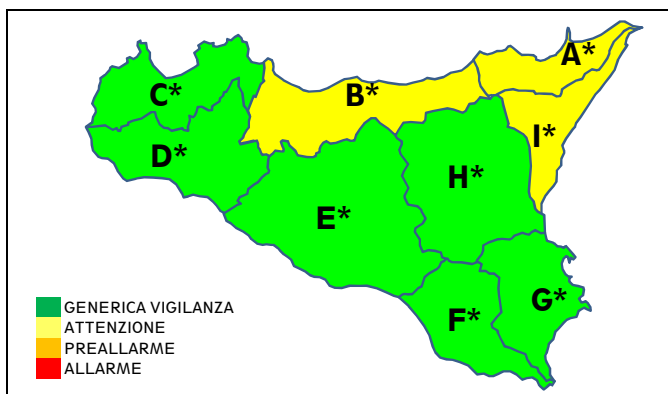 A*
C*
B*
I*
D*
H*
E*
G*
F*
GENERICA VIGILANZA
ATTENZIONE
PREALLARME
ALLARME